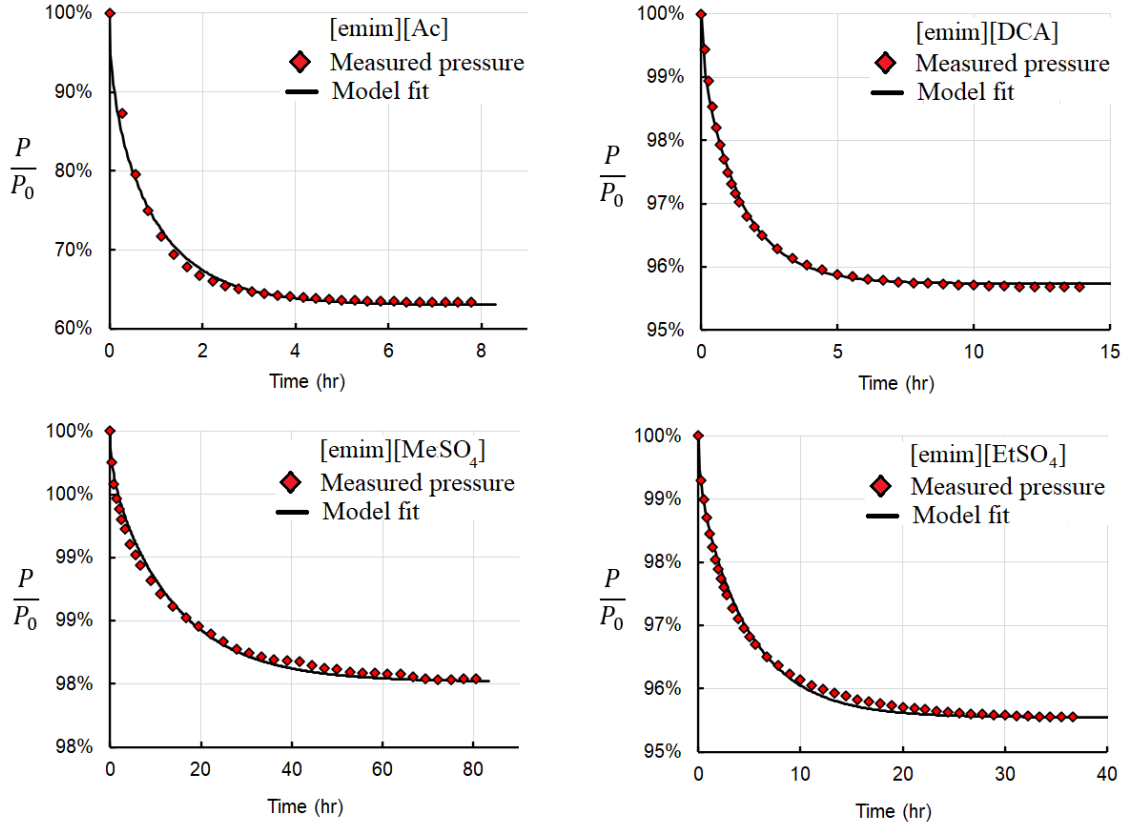 100%
90%
80%
70%
60%
P
P0
[emim][Ac]
Measured pressure
Model fit
0
2
4
6
8
Time (hr)
100%
99%
98%
97%
96%
95%
P
P0
[emim][DCA]
Measured pressure
Model fit
0
5
10
15
Time (hr)
100%
100%
99%
99%
98%
98%
P
P0
[emim][MeSO4]
Measured pressure
Model fit
0
20
40
60
80
Time (hr)
100%
99%
98%
97%
96%
95%
P
P0
[emim][EtSO4]
Measured pressure
Model fit
0
10
20
30
40
Time (hr)